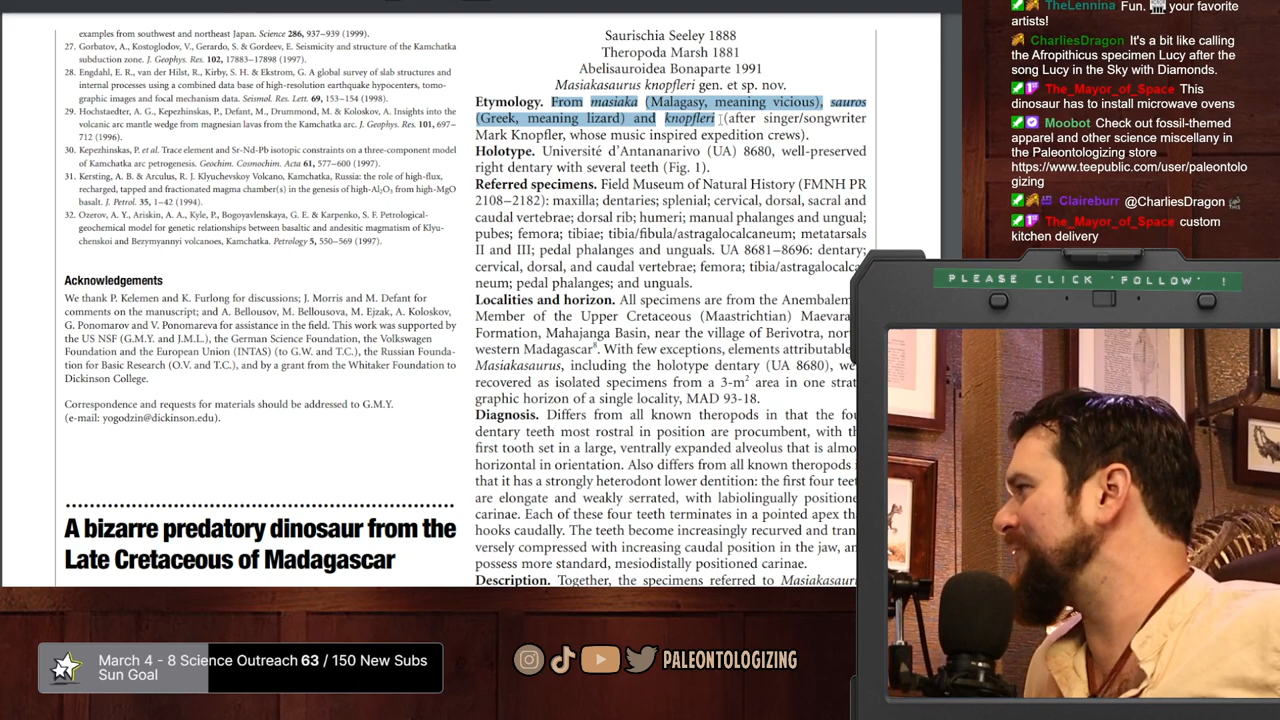 examples from southwest and northeast Japan. Science 286, 937–939 (1999).
27. Gorbatov, A., Kostoglodov, V., Gerardo, S. & Gordeev, E. Seismicity and structure of the Kamchatka
subduction zone. J. Geophys. Res. 102, 17883–17898 (1997).
28. Engdahl, E. R., van der Hilst, R., Kirby, S. H. & Ekstrom, G. A global survey of slab structures and
internal processes using a combined data base of high-resolution earthquake hypocenters, tomo-
graphic images and focal mechanism data. Seismol. Res. Lett. 69, 153–154 (1998).
29. Hochstaedter, A. G., Kepezhinskas, P., Defant, M., Drummond, M. & Koloskov, A. Insights into the
volcanic arc mantle wedge from magnesian lavas from the Kamchatka arc. J. Geophys. Res. 101, 697–
712 (1996).
30. Kepezhinskas, P. et al. Trace element and Sr-Nd-Pb isotopic constraints on a three-component model
of Kamchatka arc petrogenesis. Geochim. Cosmochim. Acta 61, 577–600 (1997).
31. Kersting, A. B. & Arculus, R. J. Klyuchevskoy Volcano, Kamchatka, Russia: the role of high-flux,
recharged, tapped and fractionated magma chamber(s) in the genesis of high-Al₂O₃ from high-MgO
basalt. J. Petrol. 35, 1–42 (1994).
32. Ozerov, A. Y., Ariskin, A. A., Kyle, P., Bogoyavlenskaya, G. E. & Karpenko, S. F. Petrological-
geochemical model for genetic relationships between basaltic and andesitic magmatism of Klyu-
chevskoi and Bezymyannyi volcanoes, Kamchatka. Petrology 5, 550–569 (1997).
Acknowledgements
We thank P. Kelemen and K. Furlong for discussions; J. Morris and M. Defant for
comments on the manuscript; and A. Bellousov, M. Bellousova, M. Ejzak, A. Koloskov,
G. Ponomarov and V. Ponomareva for assistance in the field. This work was supported by
the US NSF (G.M.Y. and J.M.L.), the German Science Foundation, the Volkswagen
Foundation and the European Union (INTAS) (to G.W. and T.C.), the Russian Founda-
tion for Basic Research (O.V. and T.C.), and by a grant from the Whitaker Foundation to
Dickinson College.
Correspondence and requests for materials should be addressed to G.M.Y.
(e-mail: yogodzin@dickinson.edu).
A bizarre predatory dinosaur from the
Late Cretaceous of Madagascar
Saurischia Seeley 1888
Theropoda Marsh 1881
Abelisauroidea Bonaparte 1991
Masiakasaurus knopfleri gen. et sp. nov.
Etymology. From masiaka (Malagasy, meaning vicious), sauros
(Greek, meaning lizard) and knopfleri (after singer/songwriter
Mark Knopfler, whose music inspired expedition crews).
Holotype. Université d'Antananarivo (UA) 8680, well-preserved
right dentary with several teeth (Fig. 1).
Referred specimens. Field Museum of Natural History (FMNH PR
2108–2182): maxilla; dentaries; splenial; cervical, dorsal, sacral and
caudal vertebrae; dorsal rib; humeri; manual phalanges and ungual;
pubes; femora; tibiae; tibia/fibula/astragalocalcaneum; metatarsals
II and III; pedal phalanges and unguals. UA 8681–8696: dentary;
cervical, dorsal, and caudal vertebrae; femora; tibia/astragalocalca
neum; pedal phalanges; and unguals.
Localities and horizon. All specimens are from the Anembalem
Member of the Upper Cretaceous (Maastrichtian) Maevara
Formation, Mahajanga Basin, near the village of Berivotra, nor
western Madagascar⁸. With few exceptions, elements attributable
Masiakasaurus, including the holotype dentary (UA 8680), we
recovered as isolated specimens from a 3-m² area in one strat
graphic horizon of a single locality, MAD 93-18.
Diagnosis. Differs from all known theropods in that the fou
dentary teeth most rostral in position are procumbent, with th
first tooth set in a large, ventrally expanded alveolus that is almo
horizontal in orientation. Also differs from all known theropods i
that it has a strongly heterodont lower dentition: the first four teet
are elongate and weakly serrated, with labiolingually positione
carinae. Each of these four teeth terminates in a pointed apex tha
hooks caudally. The teeth become increasingly recurved and tran
versely compressed with increasing caudal position in the jaw, an
possess more standard, mesiodistally positioned carinae.
Description. Together, the specimens referred to Masiakasauru
TheLennina Fun. your favorite
artists!
CharliesDragon It's a bit like calling
the Afropithicus specimen Lucy after the
song Lucy in the Sky with Diamonds.
The_Mayor_of_Space This
dinosaur has to install microwave ovens
Moobot Check out fossil-themed
apparel and other science miscellany in
the Paleontologizing store
https://www.teepublic.com/user/paleontolo
gizing
Claireburr @CharliesDragon
The_Mayor_of_Space custom
kitchen delivery
PLEASE CLICK 'FOLLOW' !
March 4 - 8 Science Outreach 63 / 150 New Subs
Sun Goal
PALEONTOLOGIZING